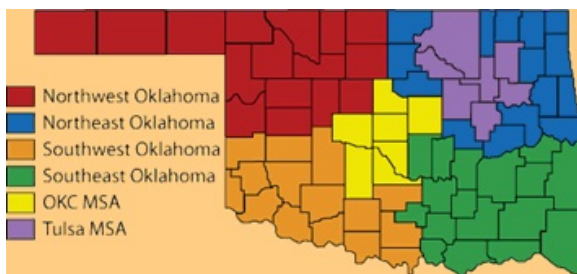 Northwest Oklahoma
Northeast Oklahoma
Southwest Oklahoma
Southeast Oklahoma
OKC MSA
Tulsa MSA